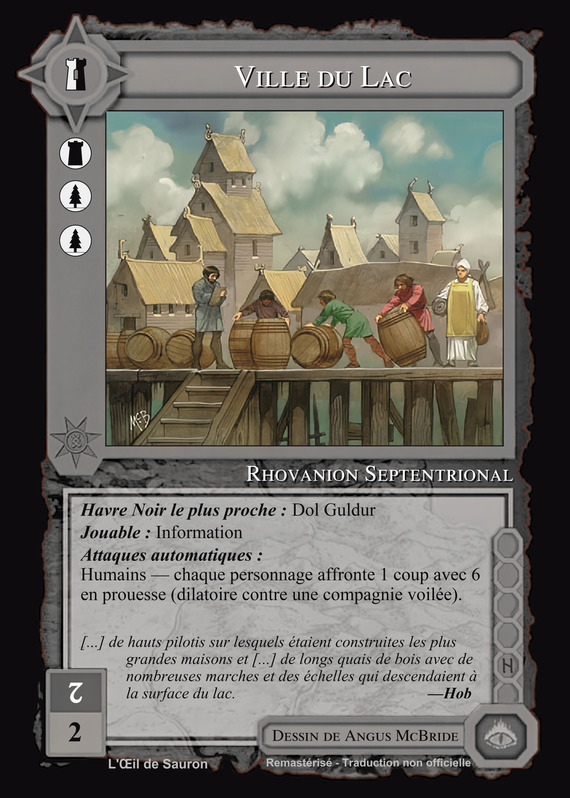 Ville du Lac
MEB
Rhovanion Septentrional
Havre Noir le plus proche : Dol Guldur
Jouable : Information
Attaques automatiques :
Humains — chaque personnage affronte 1 coup avec 6
en prouesse (dilatoire contre une compagnie voilée).
[...] de hauts pilotis sur lesquels étaient construites les plus
grandes maisons et [...] de longs quais de bois avec de
nombreuses marches et des échelles qui descendaient à
la surface du lac. —Hob
2
Dessin de Angus McBride
L'Œil de Sauron
Remastérisé - Traduction non officielle